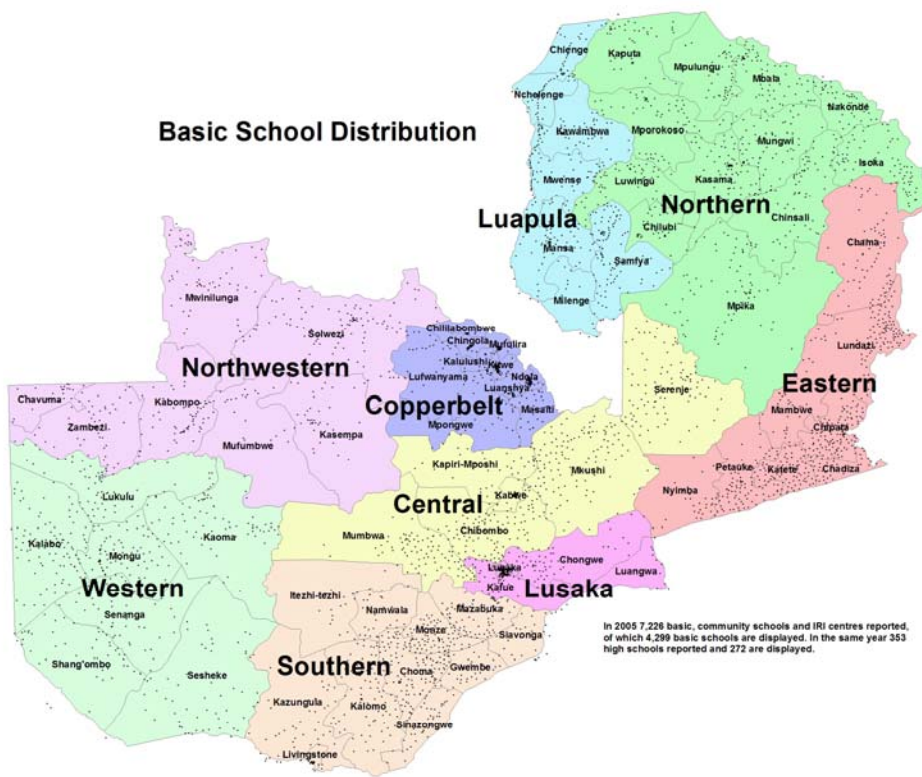 Basic School Distribution
Chienge
Kaputa
Mpulungu
Mbala
Nchelenge
Nakonde
Kawambwa
Mporokoso
Mungwi
Isoka
Mwense
Luwingu
Kasama
Luapula
Northern
Chilubi
Chinsali
Mansa
Samfya
Chama
Milenge
Mpika
Mwinilunga
Solwezi
Chililabombwe
Chingola
Mufulira
Northwestern
Kalulushi
Kitwe
Lufwanyama
Ndola
Luanshya
Copperbelt
Masaiti
Mpongwe
Lundazi
Serenje
Eastern
Mambwe
Chipata
Chavuma
Kabompo
Zambezi
Mufumbwe
Kasempa
Kapiri-Mposhi
Mkushi
Petauke
Katete
Chadiza
Nyimba
Lukulu
Kabwe
Central
Kaoma
Mumbwa
Chibombo
Kalabo
Mongu
Chongwe
Lusaka
Luangwa
Western
Kafue
Lusaka
Senanga
Itezhi-tezhi
Namwala
Mazabuka
Monze
Siavonga
Shang'ombo
Southern
Gwembe
Choma
Sesheke
Kazungula
Kalomo
Sinazongwe
Livingstone
In 2005 7,226 basic, community schools and IRI centres reported,
of which 4,299 basic schools are displayed. In the same year 353
high schools reported and 272 are displayed.